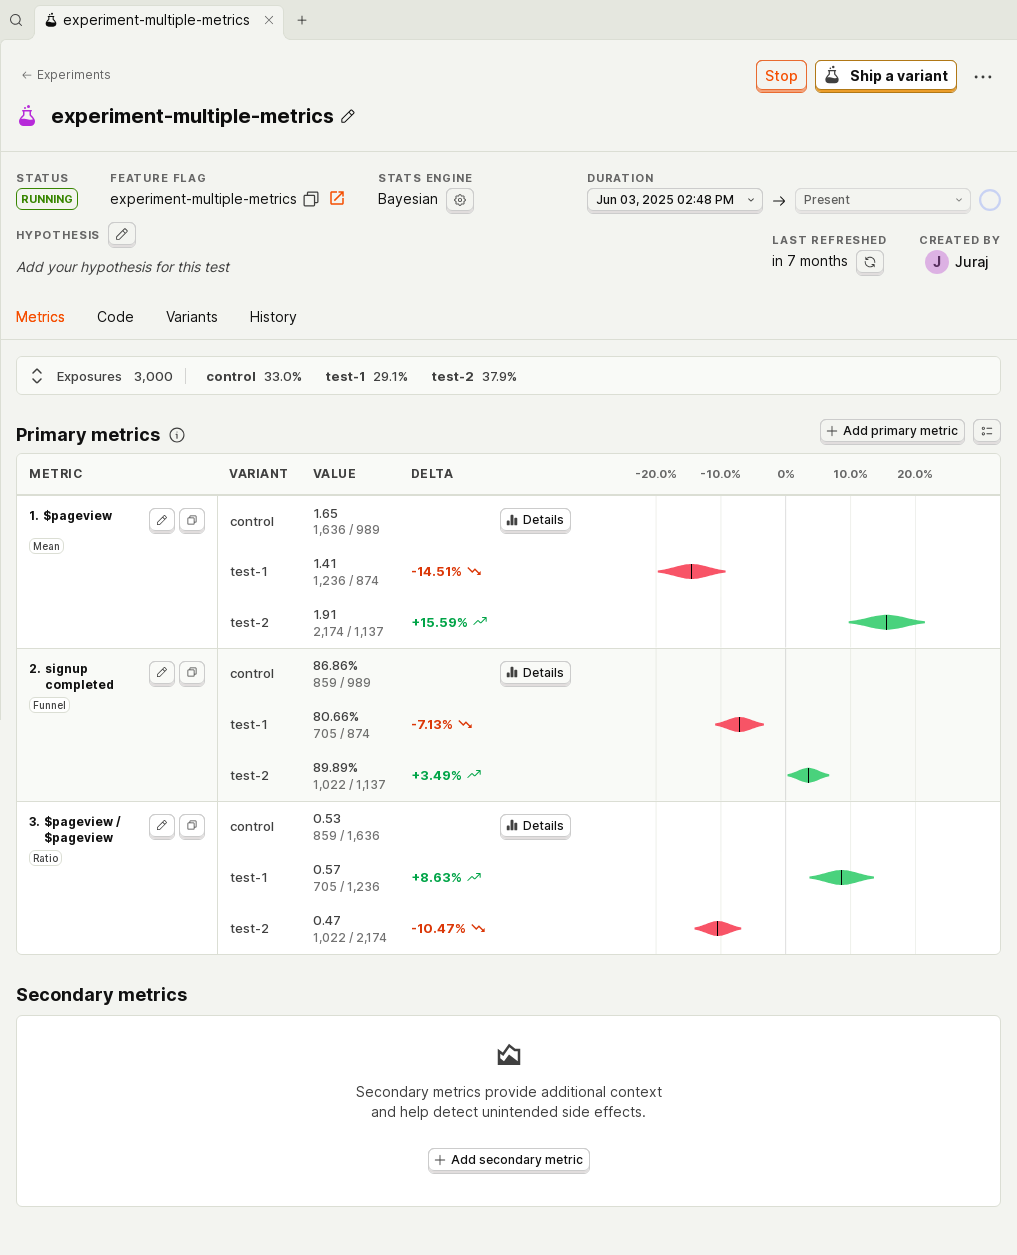 experiment-multiple-metrics
Experiments
Stop
Ship a variant
experiment-multiple-metrics
STATUS
FEATURE FLAG
STATS ENGINE
DURATION
RUNNING
experiment-multiple-metrics
Bayesian
Jun 03, 2025 02:48 PM
Present
HYPOTHESIS
LAST REFRESHED
CREATED BY
Add your hypothesis for this test
in 7 months
J Juraj
Metrics
Code
Variants
History
Exposures 3,000 control 33.0% test-1 29.1% test-2 37.9%
Primary metrics
Add primary metric
METRIC VARIANT VALUE DELTA -20.0% -10.0% 0% 10.0% 20.0%
1. $pageview
Mean
control
1.65
1,636 / 989
Details
test-1
1.41
1,236 / 874
-14.51%
test-2
1.91
2,174 / 1,137
+15.59%
2. signup
completed
Funnel
control
86.86%
859 / 989
Details
test-1
80.66%
705 / 874
-7.13%
test-2
89.89%
1,022 / 1,137
+3.49%
3. $pageview /
$pageview
Ratio
control
0.53
859 / 1,636
Details
test-1
0.57
705 / 1,236
+8.63%
test-2
0.47
1,022 / 2,174
-10.47%
Secondary metrics
Secondary metrics provide additional context
and help detect unintended side effects.
Add secondary metric